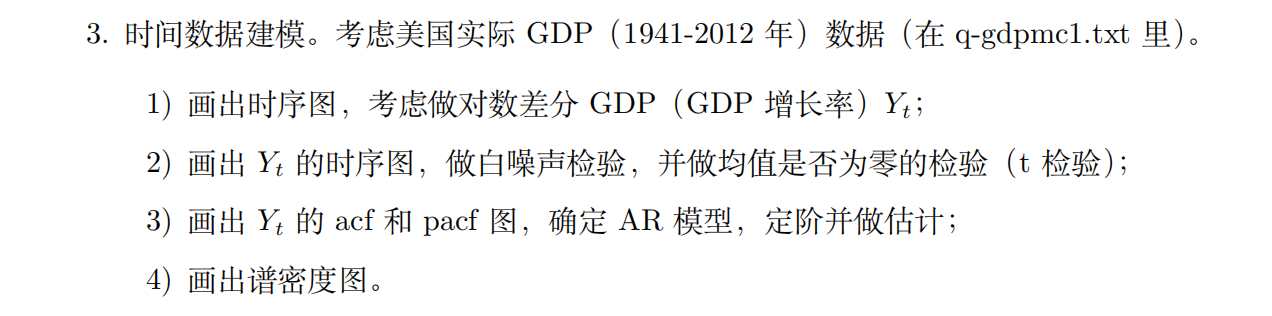 3. 时间数据建模。考虑美国实际 GDP（1941-2012 年）数据（在 q-gdpmc1.txt 里）。
1) 画出时序图，考虑做对数差分 GDP（GDP 增长率）Yₜ；
2) 画出 Yₜ 的时序图，做白噪声检验，并做均值是否为零的检验（t 检验）；
3) 画出 Yₜ 的 acf 和 pacf 图，确定 AR 模型，定阶并做估计；
4) 画出谱密度图。